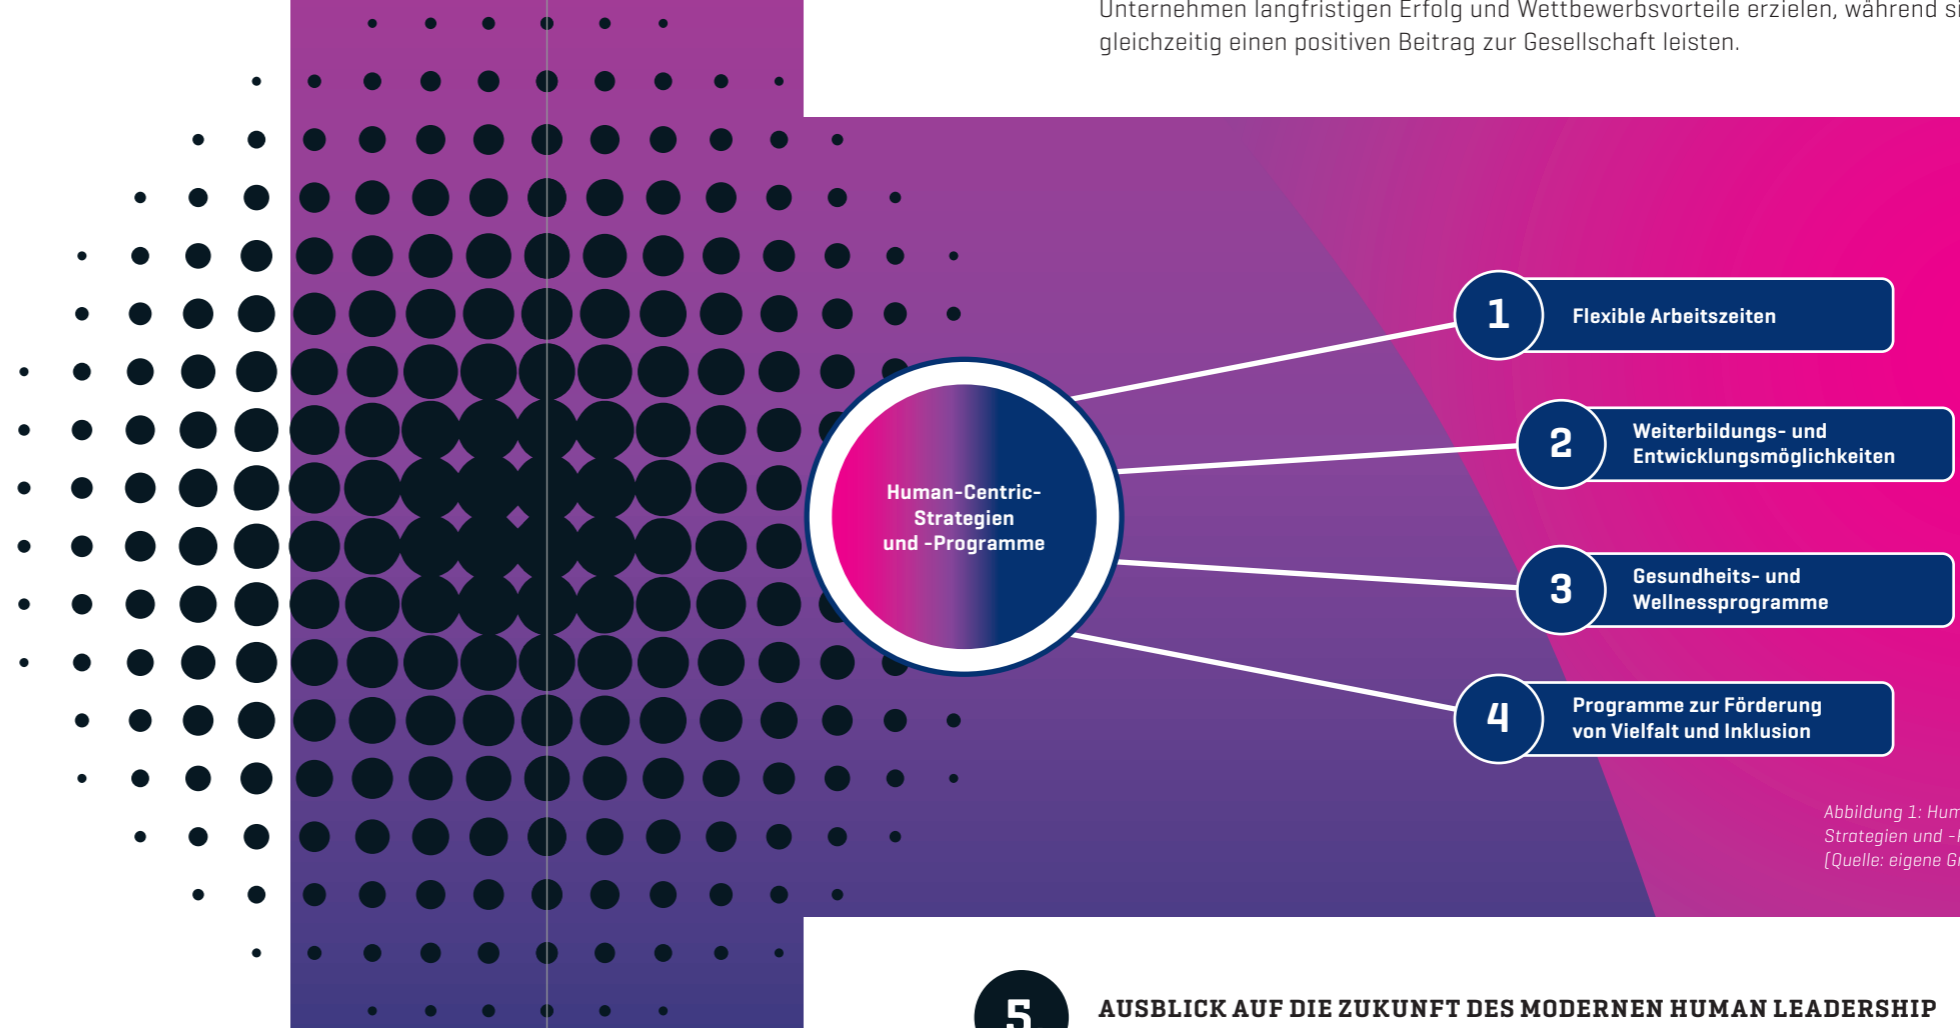 Unternehmen langfristigen Erfolg und Wettbewerbsvorteile erzielen, während
gleichzeitig einen positiven Beitrag zur Gesellschaft leisten.
Human-Centric-
Strategien
und -Programme
1
Flexible Arbeitszeiten
2
Weiterbildungs- und
Entwicklungsmöglichkeiten
3
Gesundheits- und
Wellnessprogramme
4
Programme zur Förderung
von Vielfalt und Inklusion
Abbildung 1:
Strategien und
[Quelle: eigene
5
AUSBLICK AUF DIE ZUKUNFT DES MODERNEN HUMAN LEADERSHIP